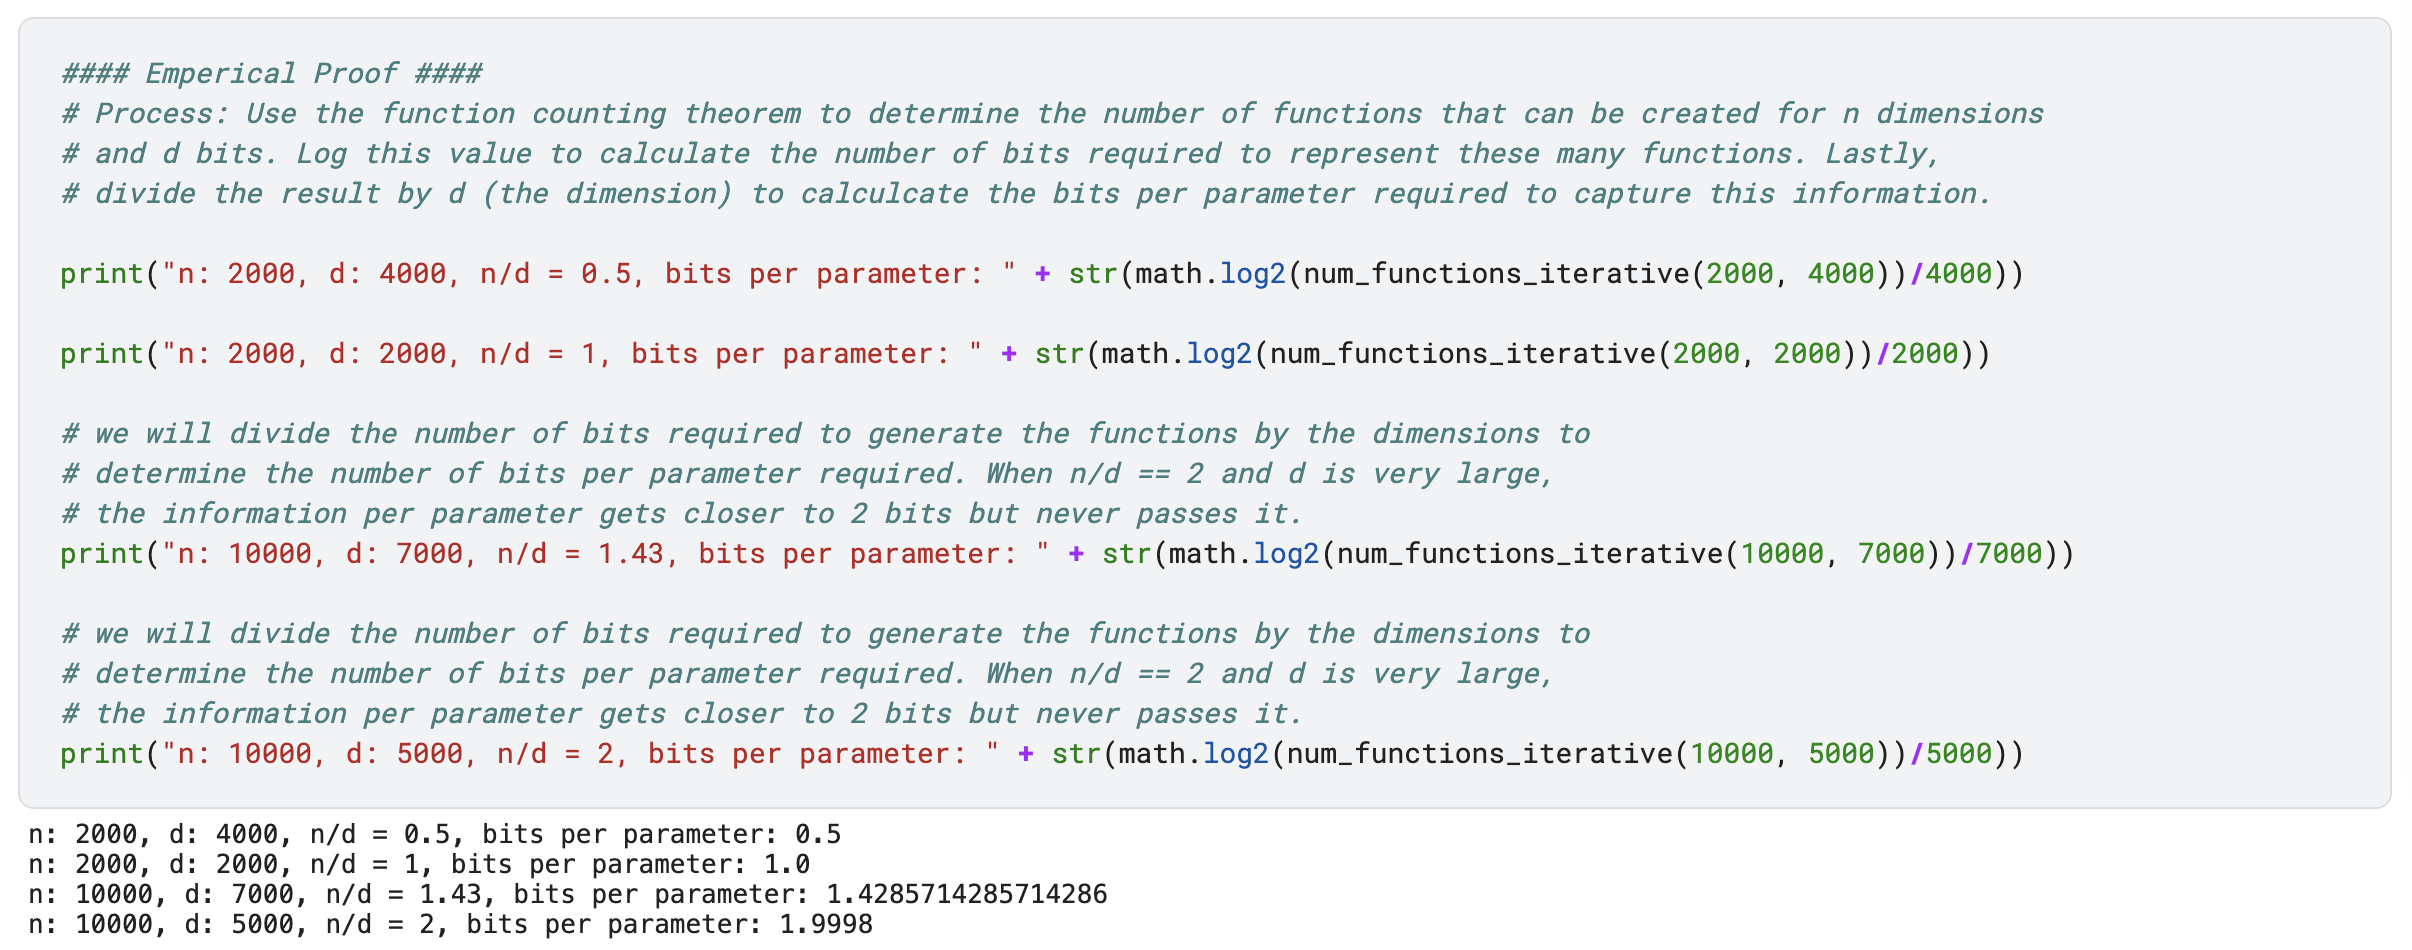 #### Emperical Proof ####
# Process: Use the function counting theorem to determine the number of functions that can be created for n dimensions
# and d bits. Log this value to calculate the number of bits required to represent these many functions. Lastly,
# divide the result by d (the dimension) to calculcate the bits per parameter required to capture this information.
print("n: 2000, d: 4000, n/d = 0.5, bits per parameter: " + str(math.log2(num_functions_iterative(2000, 4000))/4000))
print("n: 2000, d: 2000, n/d = 1, bits per parameter: " + str(math.log2(num_functions_iterative(2000, 2000))/2000))
# we will divide the number of bits required to generate the functions by the dimensions to
# determine the number of bits per parameter required. When n/d == 2 and d is very large,
# the information per parameter gets closer to 2 bits but never passes it.
print("n: 10000, d: 7000, n/d = 1.43, bits per parameter: " + str(math.log2(num_functions_iterative(10000, 7000))/7000))
# we will divide the number of bits required to generate the functions by the dimensions to
# determine the number of bits per parameter required. When n/d == 2 and d is very large,
# the information per parameter gets closer to 2 bits but never passes it.
print("n: 10000, d: 5000, n/d = 2, bits per parameter: " + str(math.log2(num_functions_iterative(10000, 5000))/5000))
n: 2000, d: 4000, n/d = 0.5, bits per parameter: 0.5
n: 2000, d: 2000, n/d = 1, bits per parameter: 1.0
n: 10000, d: 7000, n/d = 1.43, bits per parameter: 1.4285714285714286
n: 10000, d: 5000, n/d = 2, bits per parameter: 1.9998